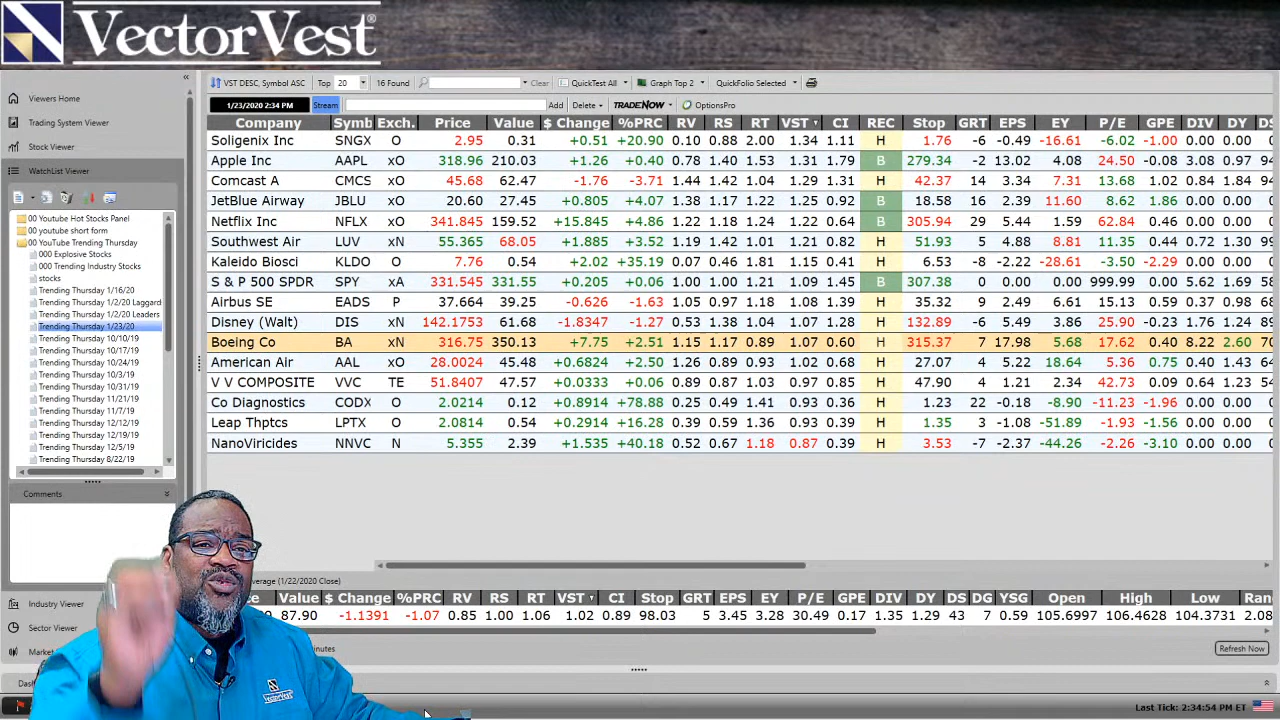 VectorVest®
VST DESC, Symbol ASC Top 20 16 Found Clear QuickTest All Graph Top 2 QuickFolio Selected
1/23/2020 2:34 PM Stream Add Delete TRADENOW OptionsPro
Viewers Home
Trading System Viewer
Stock Viewer
WatchList Viewer
00 Youtube Hot Stocks Panel
00 youtube short form
00 YouTube Trending Thursday
000 Explosive Stocks
000 Trending Industry Stocks
stocks
Trending Thursday 1/16/20
Trending Thursday 1/2/20 Laggard
Trending Thursday 1/2/20 Leaders
Trending Thursday 1/23/20
Trending Thursday 10/10/19
Trending Thursday 10/17/19
Trending Thursday 10/24/19
Trending Thursday 10/3/19
Trending Thursday 10/31/19
Trending Thursday 11/21/19
Trending Thursday 11/7/19
Trending Thursday 12/12/19
Trending Thursday 12/19/19
Trending Thursday 12/5/19
Trending Thursday 8/22/19
Comments
Industry Viewer
Sector Viewer
Company Symb Exch. Price Value $ Change %PRC RV RS RT VST CI REC Stop GRT EPS EY P/E GPE DIV DY
Soligenix Inc SNGX O 2.95 0.31 +0.51 +20.90 0.10 0.88 2.00 1.34 1.11 H 1.76 -6 -0.49 -16.61 -6.02 -1.00 0.00 0.00
Apple Inc AAPL xO 318.96 210.03 +1.26 +0.40 0.78 1.40 1.53 1.31 1.79 B 279.34 -2 13.02 4.08 24.50 -0.08 3.08 0.97
Comcast A CMCS xO 45.68 62.47 -1.76 -3.71 1.44 1.42 1.04 1.29 1.31 H 42.37 14 3.34 7.31 13.68 1.02 0.84 1.84
JetBlue Airway JBLU xO 20.60 27.45 +0.805 +4.07 1.38 1.17 1.22 1.25 0.92 B 18.58 16 2.39 11.60 8.62 1.86 0.00 0.00
Netflix Inc NFLX xO 341.845 159.52 +15.845 +4.86 1.22 1.18 1.24 1.22 0.64 B 305.94 29 5.44 1.59 62.84 0.46 0.00 0.00
Southwest Air LUV xN 55.365 68.05 +1.885 +3.52 1.19 1.42 1.01 1.21 0.82 H 51.93 5 4.88 8.81 11.35 0.44 0.72 1.30
Kaleido Biosci KLDO O 7.76 0.54 +2.02 +35.19 0.07 0.46 1.81 1.15 0.41 H 6.53 -8 -2.22 -28.61 -3.50 -2.29 0.00 0.00
S & P 500 SPDR SPY xA 331.545 331.55 +0.205 +0.06 1.00 1.00 1.21 1.09 1.45 B 307.38 0 0.00 0.00 999.99 0.00 5.62 1.69
Airbus SE EADS P 37.664 39.25 -0.626 -1.63 1.05 0.97 1.18 1.08 1.39 H 35.32 9 2.49 6.61 15.13 0.59 0.37 0.98
Disney (Walt) DIS xN 142.1753 61.68 -1.8347 -1.27 0.53 1.38 1.14 1.07 1.28 H 132.89 -6 5.49 3.86 25.90 -0.23 1.76 1.24
Boeing Co BA xN 316.75 350.13 +7.75 +2.51 1.15 1.17 0.89 1.07 0.60 H 315.37 7 17.98 5.68 17.62 0.40 8.22 2.60
American Air AAL xO 28.0024 45.48 +0.6824 +2.50 1.48 0.72 0.94 1.06 0.61 H 27.07 4 5.22 18.64 5.36 0.75 0.40 1.43
V V COMPOSITE VVC TE 51.8407 47.57 +0.0333 +0.06 0.89 0.87 1.03 0.97 0.85 H 47.90 4 1.21 2.34 42.73 0.09 0.64 1.23
Co Diagnostics CODX O 2.0214 0.12 +0.8914 +78.88 0.25 0.49 1.41 0.93 0.36 H 1.23 22 -0.18 -8.90 -11.23 -1.96 0.00 0.00
Leap Thptcs LPTX O 2.0814 0.54 +0.2914 +16.28 0.39 0.59 1.36 0.93 0.41 H 1.35 3 -1.08 -51.89 -1.93 -1.56 0.00 0.00
NanoViricides NNVC N 5.355 2.39 +1.535 +40.18 0.52 0.67 1.18 0.87 0.39 H 3.53 -7 -2.37 -44.26 -2.26 -3.10 0.00 0.00
(1/22/2020 Close)
Value $ Change %PRC RV RS RT VST CI Stop GRT EPS EY P/E GPE DIV DY DS DG YSG Open High Low
87.90 -1.1391 -1.07 0.85 1.00 1.06 1.02 0.89 98.03 5 3.45 3.28 30.49 0.17 1.35 1.29 43 7 0.59 105.6997 106.4628 104.3731
Refresh Now
Last Tick: 2:34:54 PM ET
VectorVest